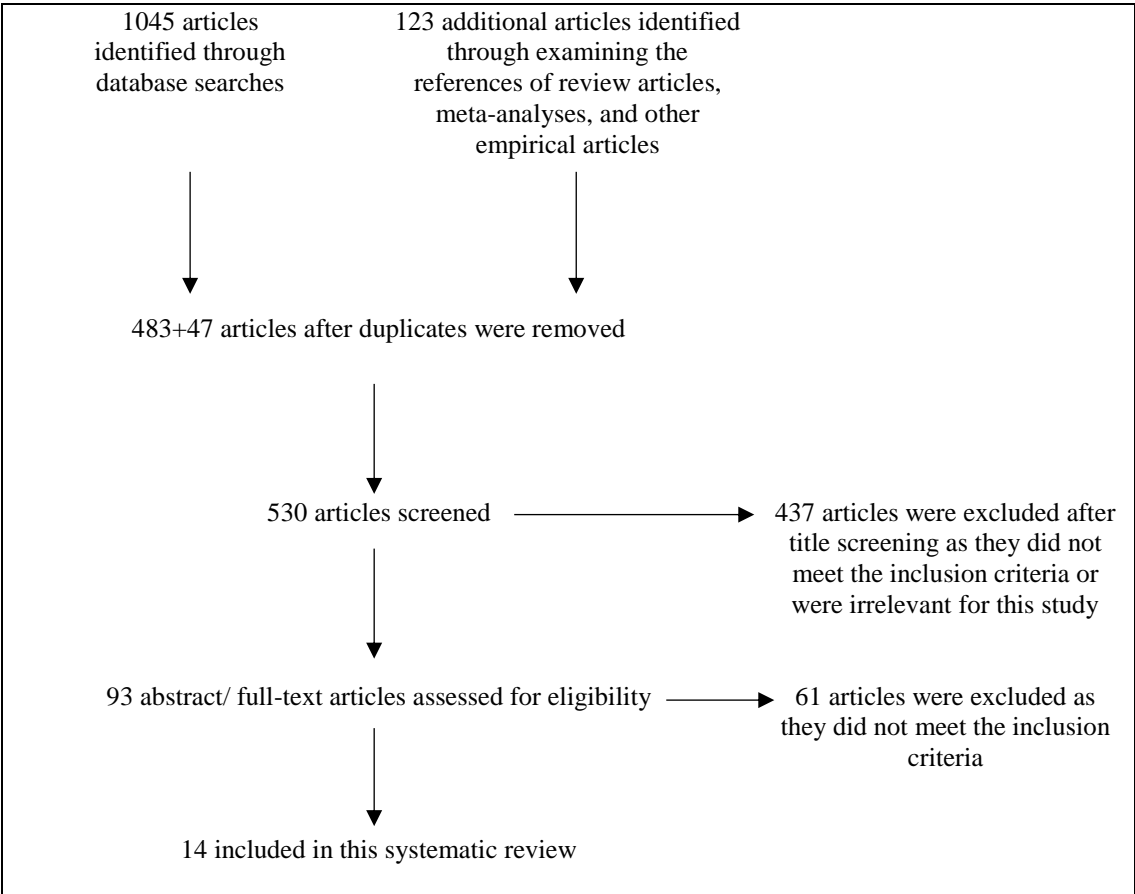 1045 articles
identified through
database searches
123 additional articles identified
through examining the
references of review articles,
meta-analyses, and other
empirical articles
483+47 articles after duplicates were removed
530 articles screened
437 articles were excluded after
title screening as they did not
meet the inclusion criteria or
were irrelevant for this study
93 abstract/ full-text articles assessed for eligibility
61 articles were excluded as
they did not meet the inclusion
criteria
14 included in this systematic review